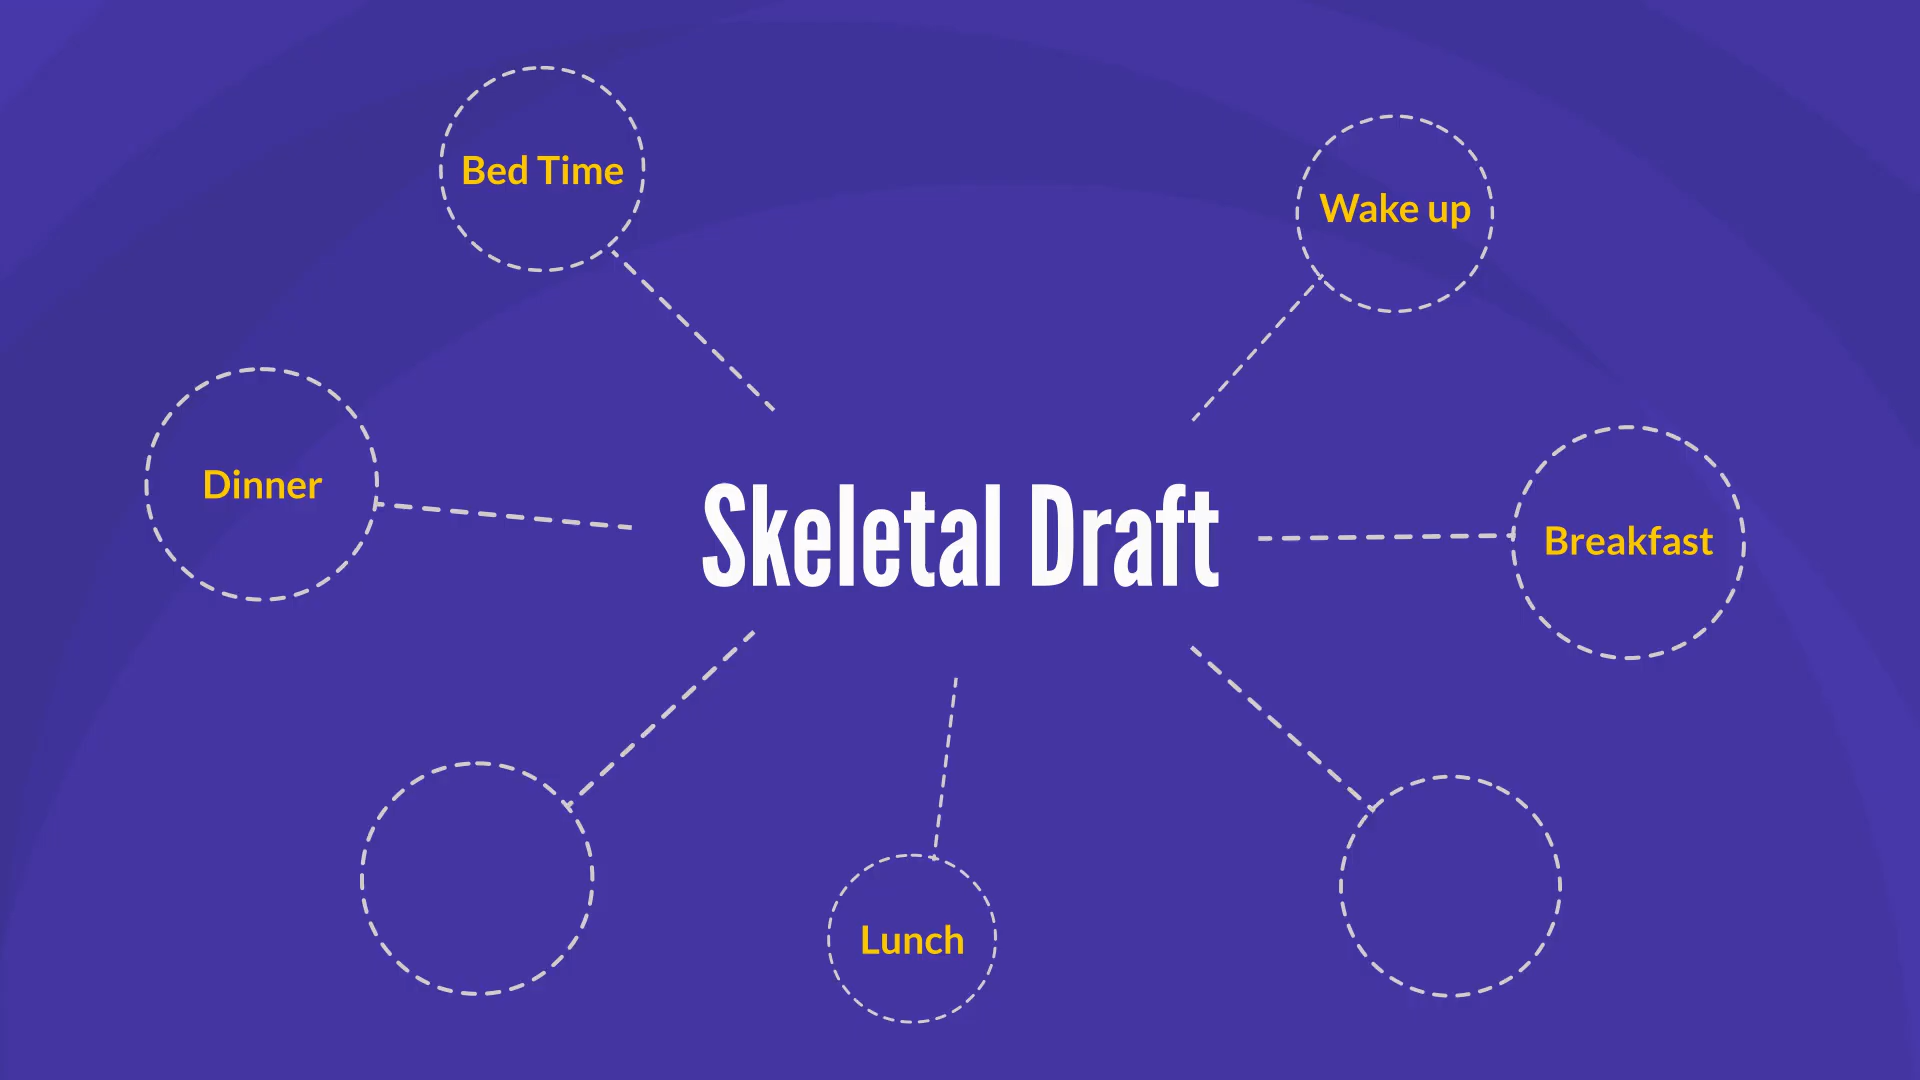 Bed Time
Wake up
Dinner
Skeletal Draft
Breakfast
Lunch